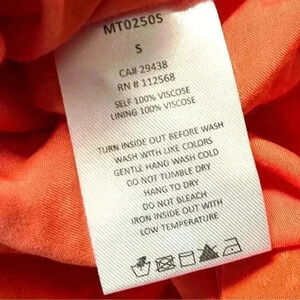 MT0250S
S
CA# 29438
RN # 112568
SELF 100% VISCOSE
LINING 100% VISCOSE
TURN INSIDE OUT BEFORE WASH
WASH WITH LIKE COLORS
GENTLE HAND WASH COLD
DO NOT TUMBLE DRY
HANG TO DRY
DO NOT BLEACH
IRON INSIDE OUT WITH
LOW TEMPERATURE